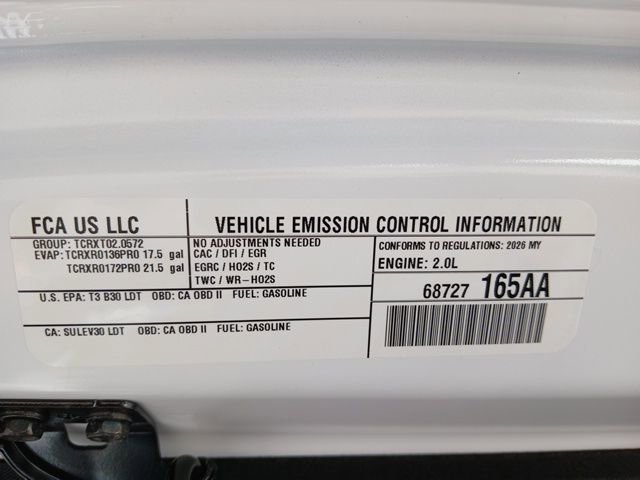 FCA US LLC
VEHICLE EMISSION CONTROL INFORMATION
GROUP: TCRXT02.0572
EVAP: TCRXR0136PR0 17.5 gal
TCRXR0172PR0 21.5 gal
NO ADJUSTMENTS NEEDED
CAC / DFI / EGR
EGRC / HO2S / TC
TWC / WR-HO2S
CONFORMS TO REGULATIONS: 2026 MY
ENGINE: 2.0L
U.S. EPA: T3 B30 LDT OBD: CA OBD II FUEL: GASOLINE
CA: SULEV30 LDT OBD: CA OBD II FUEL: GASOLINE
68727 165AA